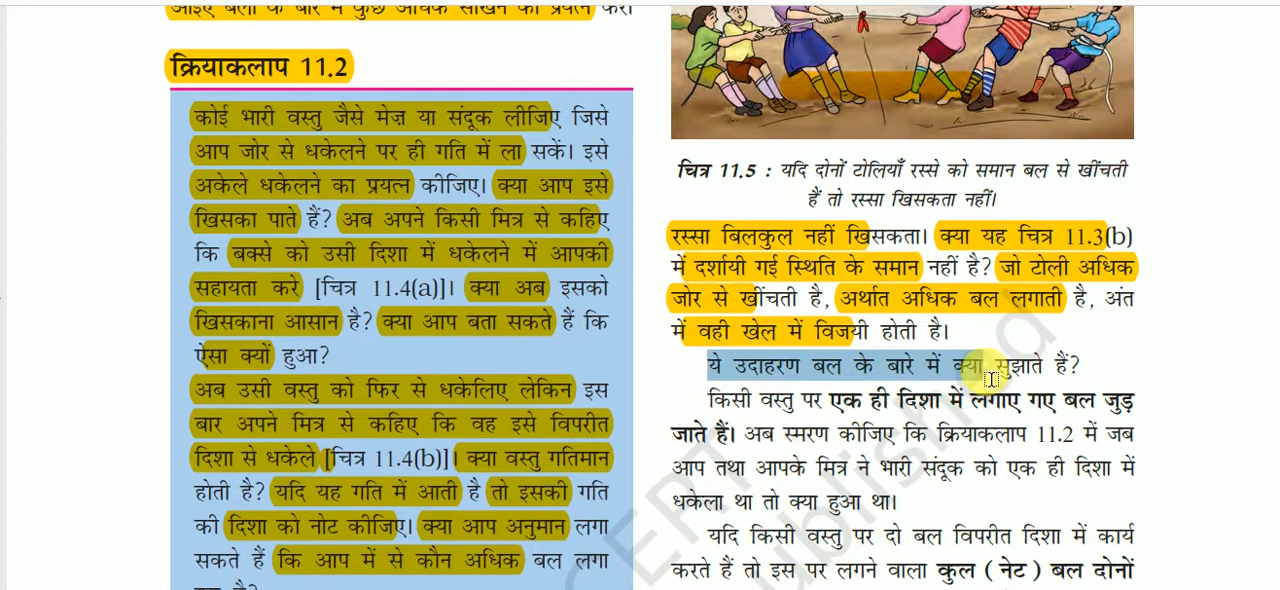 आइए बलों के बारे में कुछ अधिक सीखने का प्रयत्न करें
क्रियाकलाप 11.2
कोई भारी वस्तु जैसे मेज़ या संदूक लीजिए जिसे
आप जोर से धकेलने पर ही गति में ला सकें। इसे
अकेले धकेलने का प्रयत्न कीजिए। क्या आप इसे
खिसका पाते हैं? अब अपने किसी मित्र से कहिए
कि बक्से को उसी दिशा में धकेलने में आपकी
सहायता करे [चित्र 11.4(a)]। क्या अब इसको
खिसकाना आसान है? क्या आप बता सकते हैं कि
ऐसा क्यों हुआ?
अब उसी वस्तु को फिर से धकेलिए लेकिन इस
बार अपने मित्र से कहिए कि वह इसे विपरीत
दिशा से धकेले [चित्र 11.4(b)]। क्या वस्तु गतिमान
होती है? यदि यह गति में आती है तो इसकी गति
की दिशा को नोट कीजिए। क्या आप अनुमान लगा
सकते हैं कि आप में से कौन अधिक बल लगा
चित्र 11.5 : यदि दोनों टोलियाँ रस्से को समान बल से खींचती
हैं तो रस्सा खिसकता नहीं।
रस्सा बिलकुल नहीं खिसकता। क्या यह चित्र 11.3(b)
में दर्शायी गई स्थिति के समान नहीं है? जो टोली अधिक
जोर से खींचती है, अर्थात अधिक बल लगाती है, अंत
में वही खेल में विजयी होती है।
ये उदाहरण बल के बारे में क्या सुझाते हैं?
किसी वस्तु पर एक ही दिशा में लगाए गए बल जुड़
जाते हैं। अब स्मरण कीजिए कि क्रियाकलाप 11.2 में जब
आप तथा आपके मित्र ने भारी संदूक को एक ही दिशा में
धकेला था तो क्या हुआ था।
यदि किसी वस्तु पर दो बल विपरीत दिशा में कार्य
करते हैं तो इस पर लगने वाला कुल ( नेट ) बल दोनों